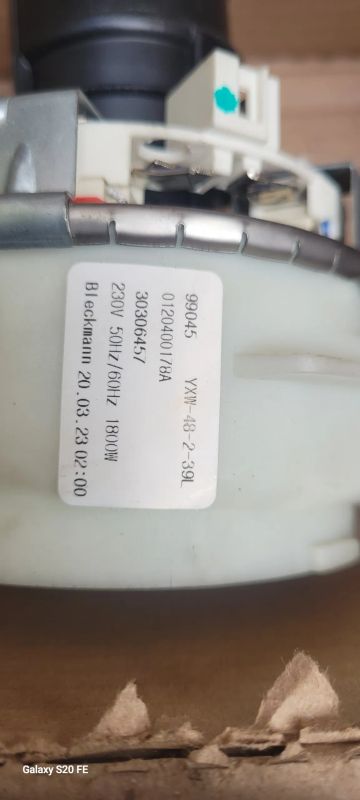 99045 YXW-48-2-39L
0120400178A
30306457
230V 50Hz/60Hz 1800W
Bleckmann 20.03.23 02:00
Galaxy S20 FE